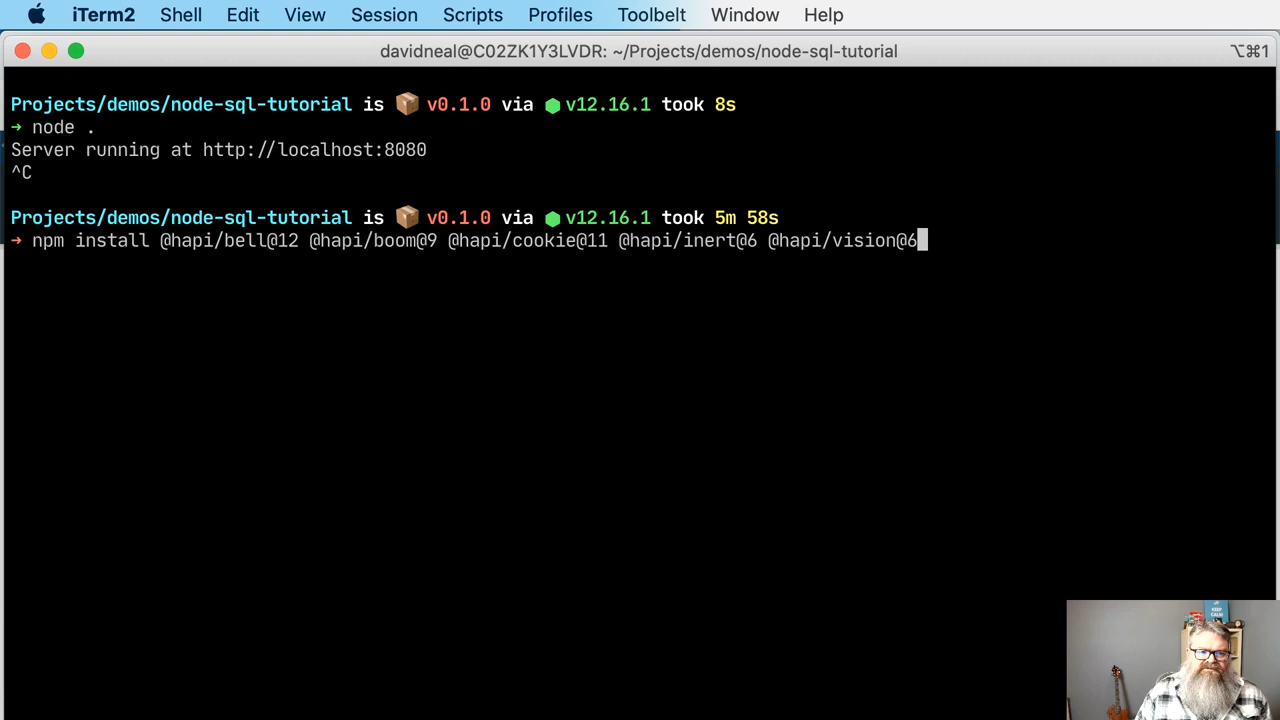 iTerm2 Shell Edit View Session Scripts Profiles Toolbelt Window Help
davidneal@C02ZK1Y3LVDR: ~/Projects/demos/node-sql-tutorial ⌥⌘1
Projects/demos/node-sql-tutorial is 📦 v0.1.0 via ⬢ v12.16.1 took 8s
➜ node .
Server running at http://localhost:8080
^C
Projects/demos/node-sql-tutorial is 📦 v0.1.0 via ⬢ v12.16.1 took 5m 58s
➜ npm install @hapi/bell@12 @hapi/boom@9 @hapi/cookie@11 @hapi/inert@6 @hapi/vision@6
KEEP
CALM